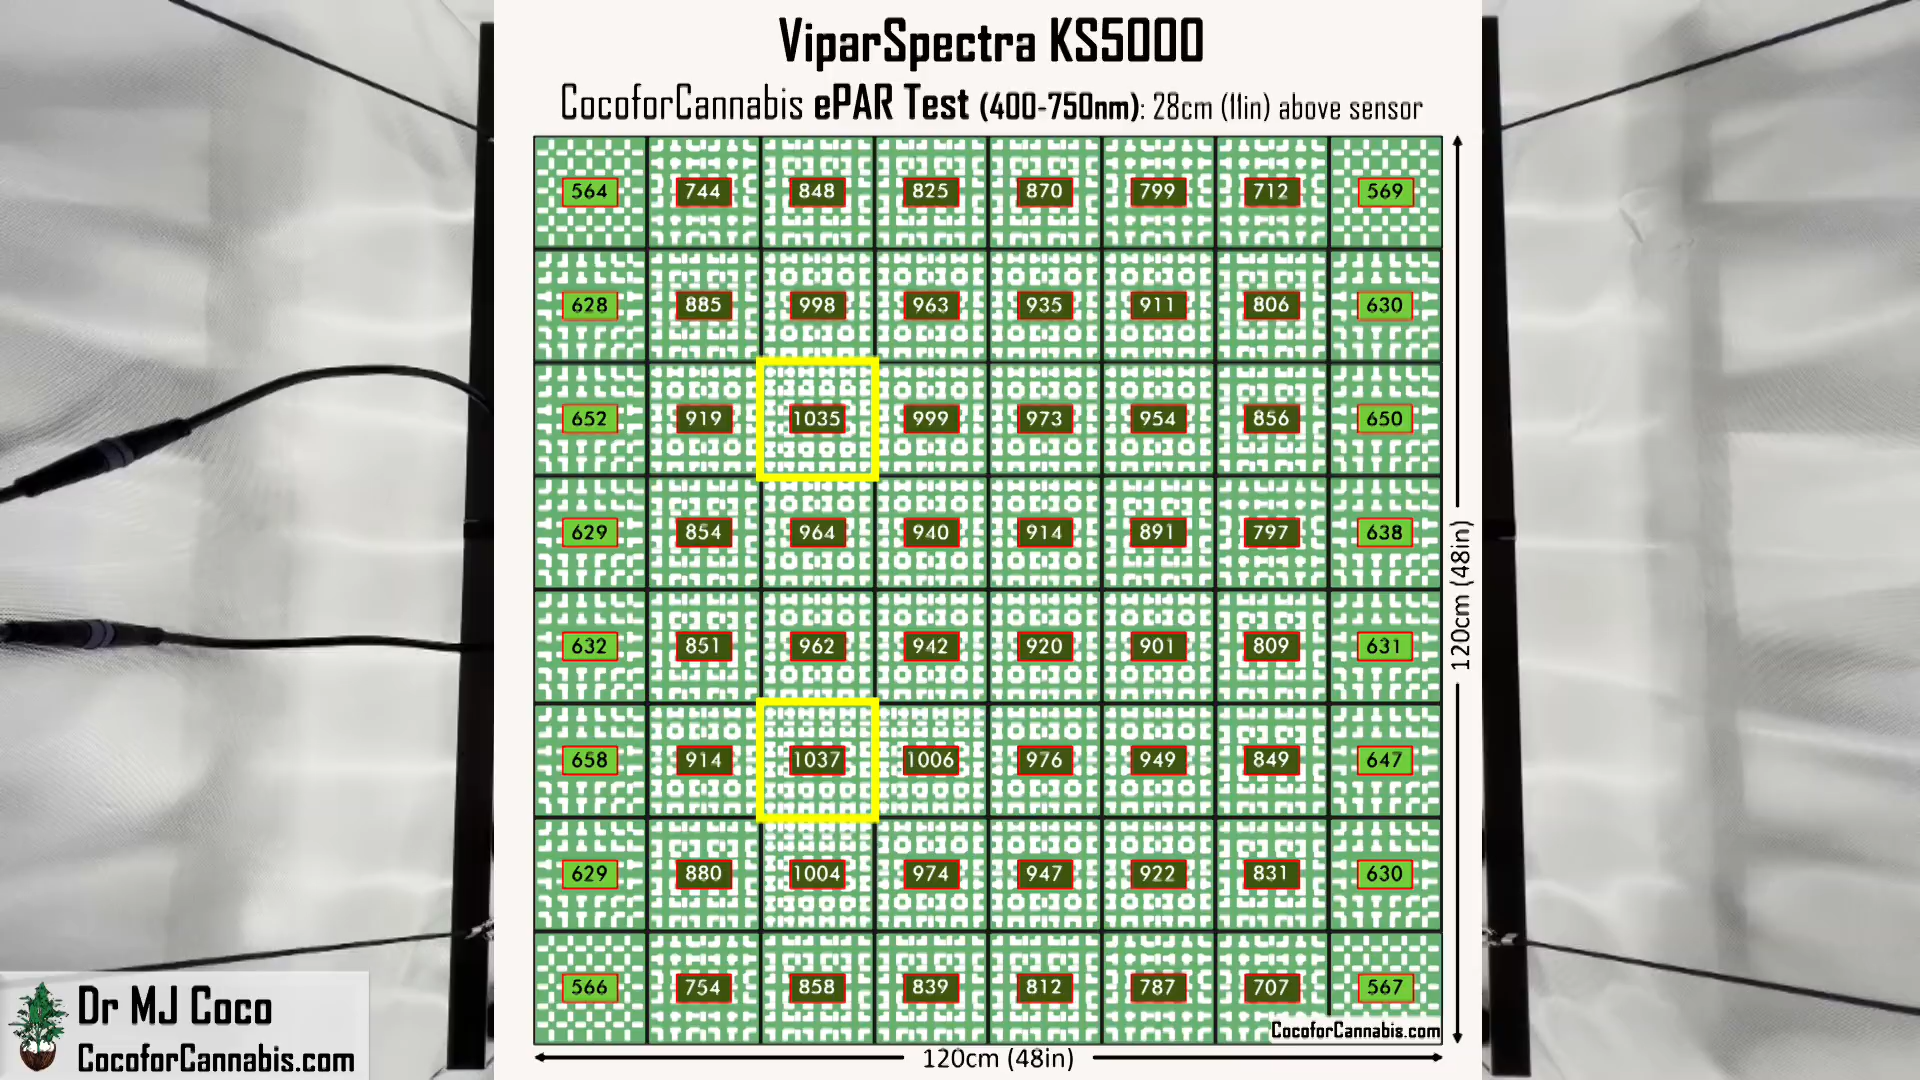 ViparSpectra KS5000
CocoforCannabis ePAR Test (400-750nm): 28cm (11in) above sensor
564 744 848 825 870 799 712 569
628 885 998 963 935 911 806 630
652 919 1035 999 973 954 856 650
629 854 964 940 914 891 797 638
632 851 962 942 920 901 809 631
658 914 1037 1006 976 949 849 647
629 880 1004 974 947 922 831 630
566 754 858 839 812 787 707 567
120cm (48in)
CocoforCannabis.com
120cm (48in)
Dr MJ Coco
CocoforCannabis.com